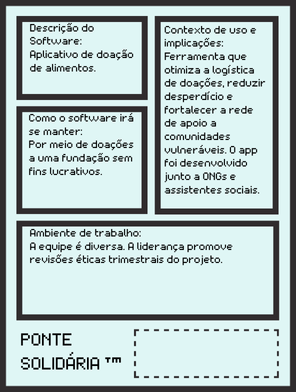 Descrição do
Software:
Aplicativo de doação
de alimentos.
Como o software irá
se manter:
Por meio de doações
a uma fundação sem
fins lucrativos.
Contexto de uso e
implicações:
Ferramenta que
otimiza a logística
de doações, reduzir
desperdício e
fortalecer a rede
de apoio a
comunidades
vulneráveis. O app
foi desenvolvido
junto a ONGs e
assistentes sociais.
Ambiente de trabalho:
A equipe é diversa. A liderança promove
revisões éticas trimestrais do projeto.
PONTE
SOLIDÁRIA ™